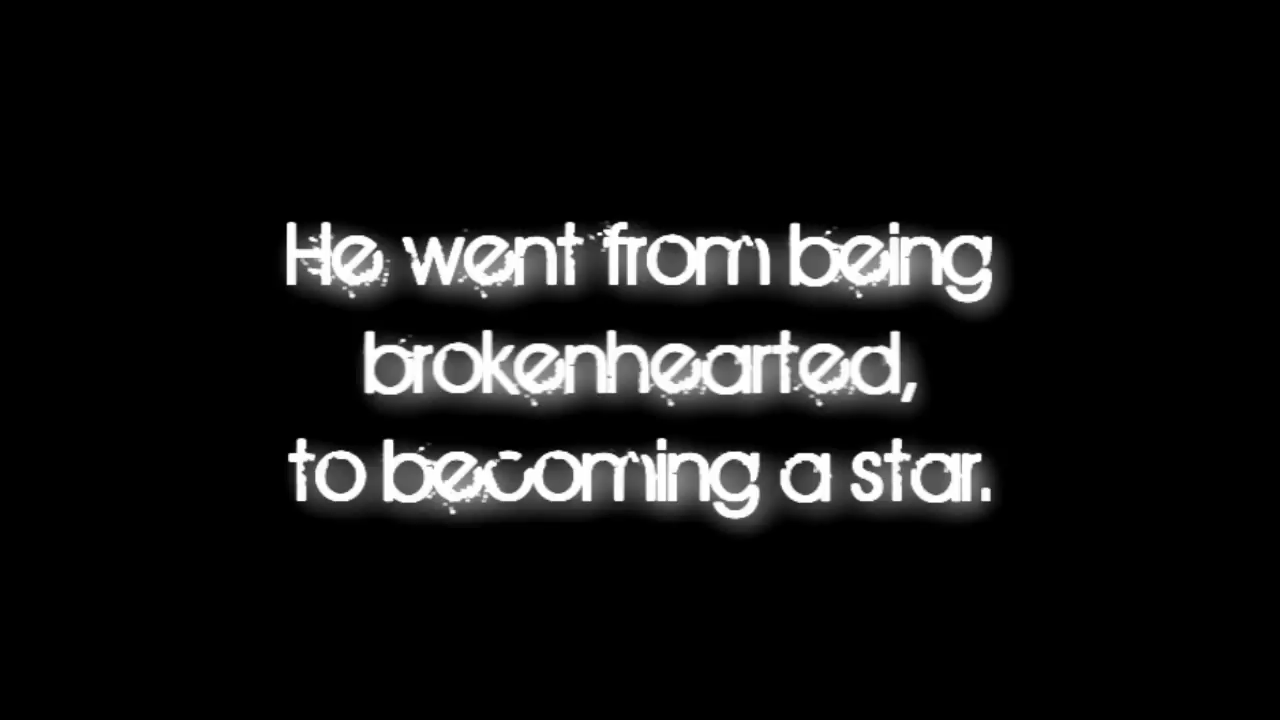 He went from being
brokenhearted,
to becoming a star.